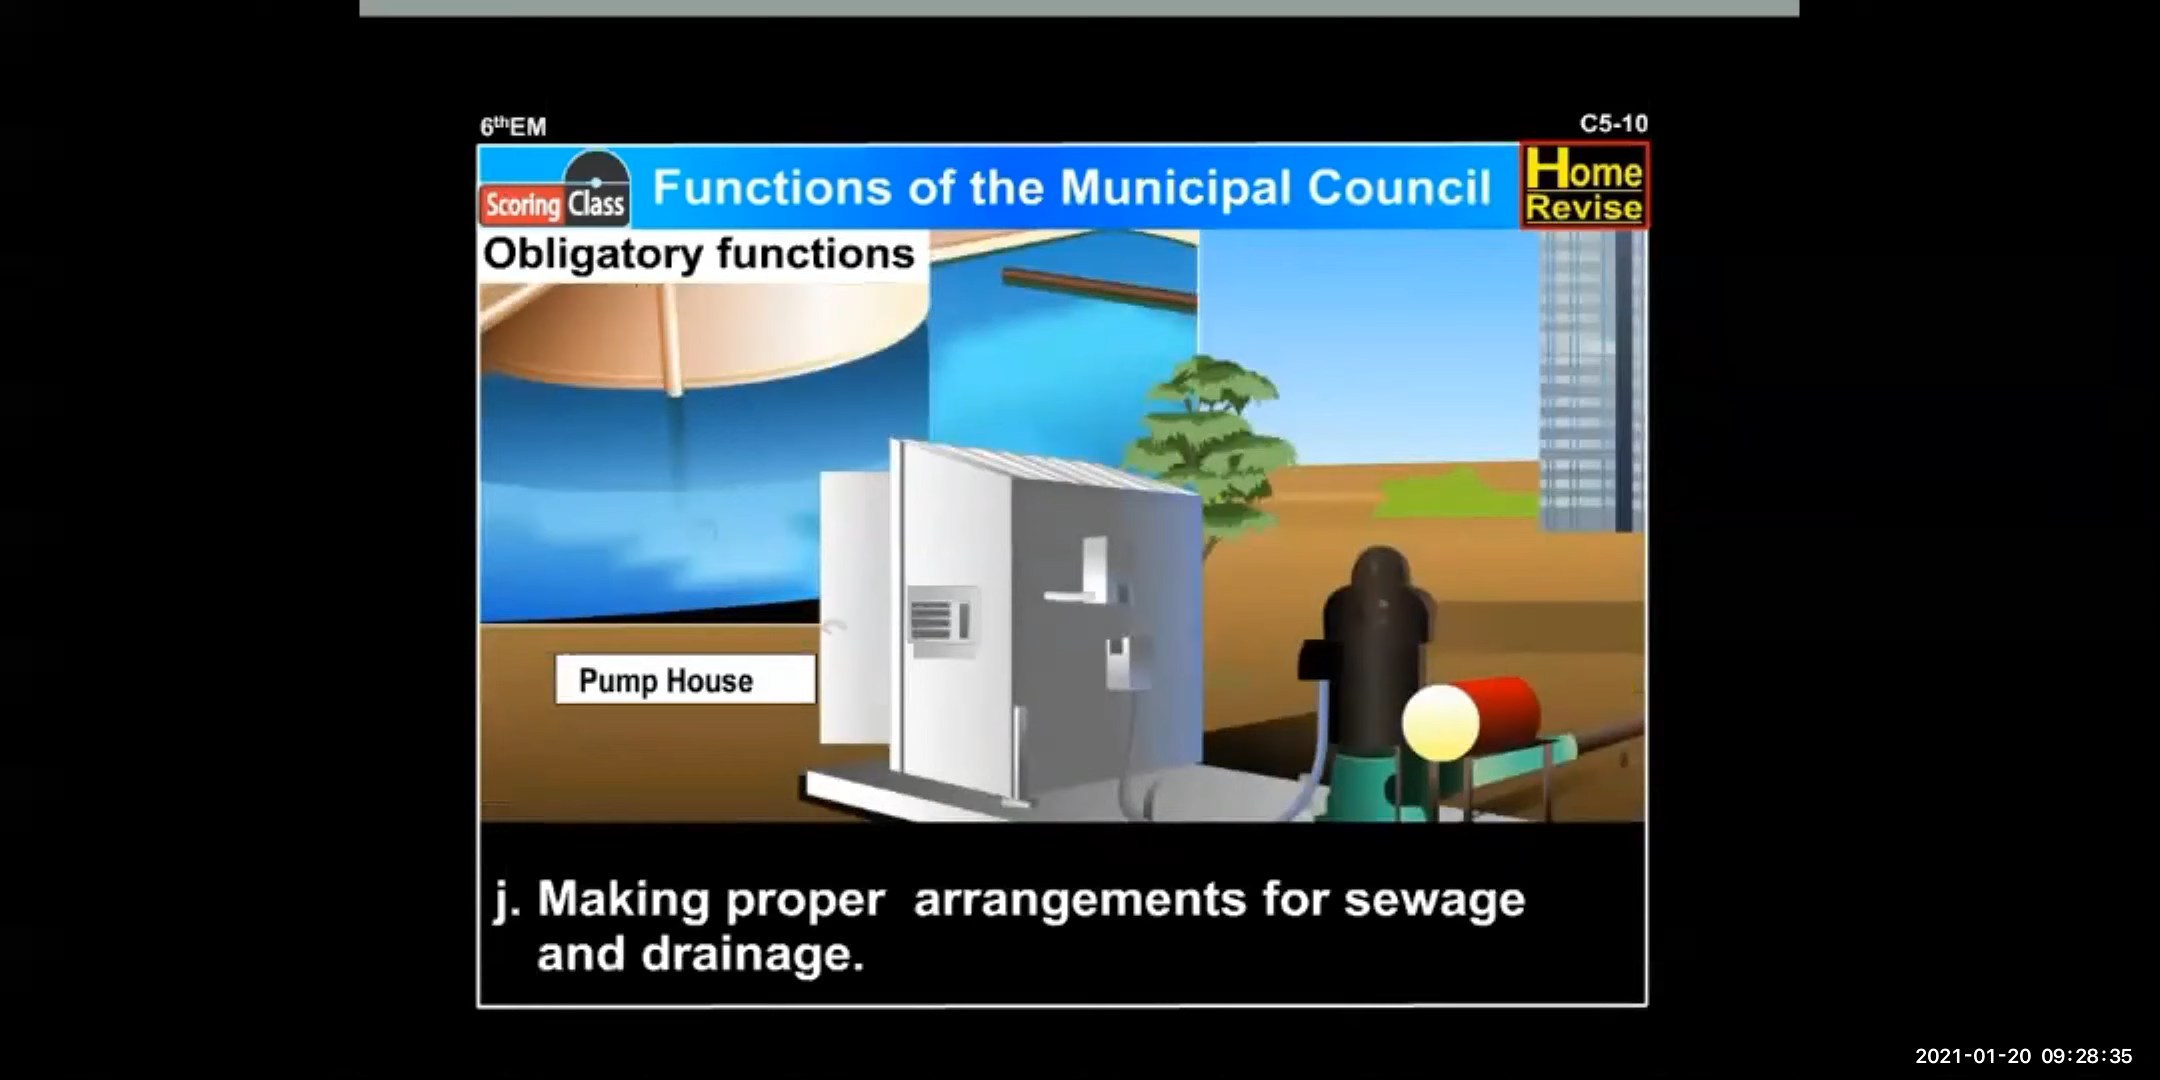 6thEM
C5-10
Scoring Class
Functions of the Municipal Council
Home
Revise
Obligatory functions
Pump House
j. Making proper arrangements for sewage
and drainage.
2021-01-20 09:28:35